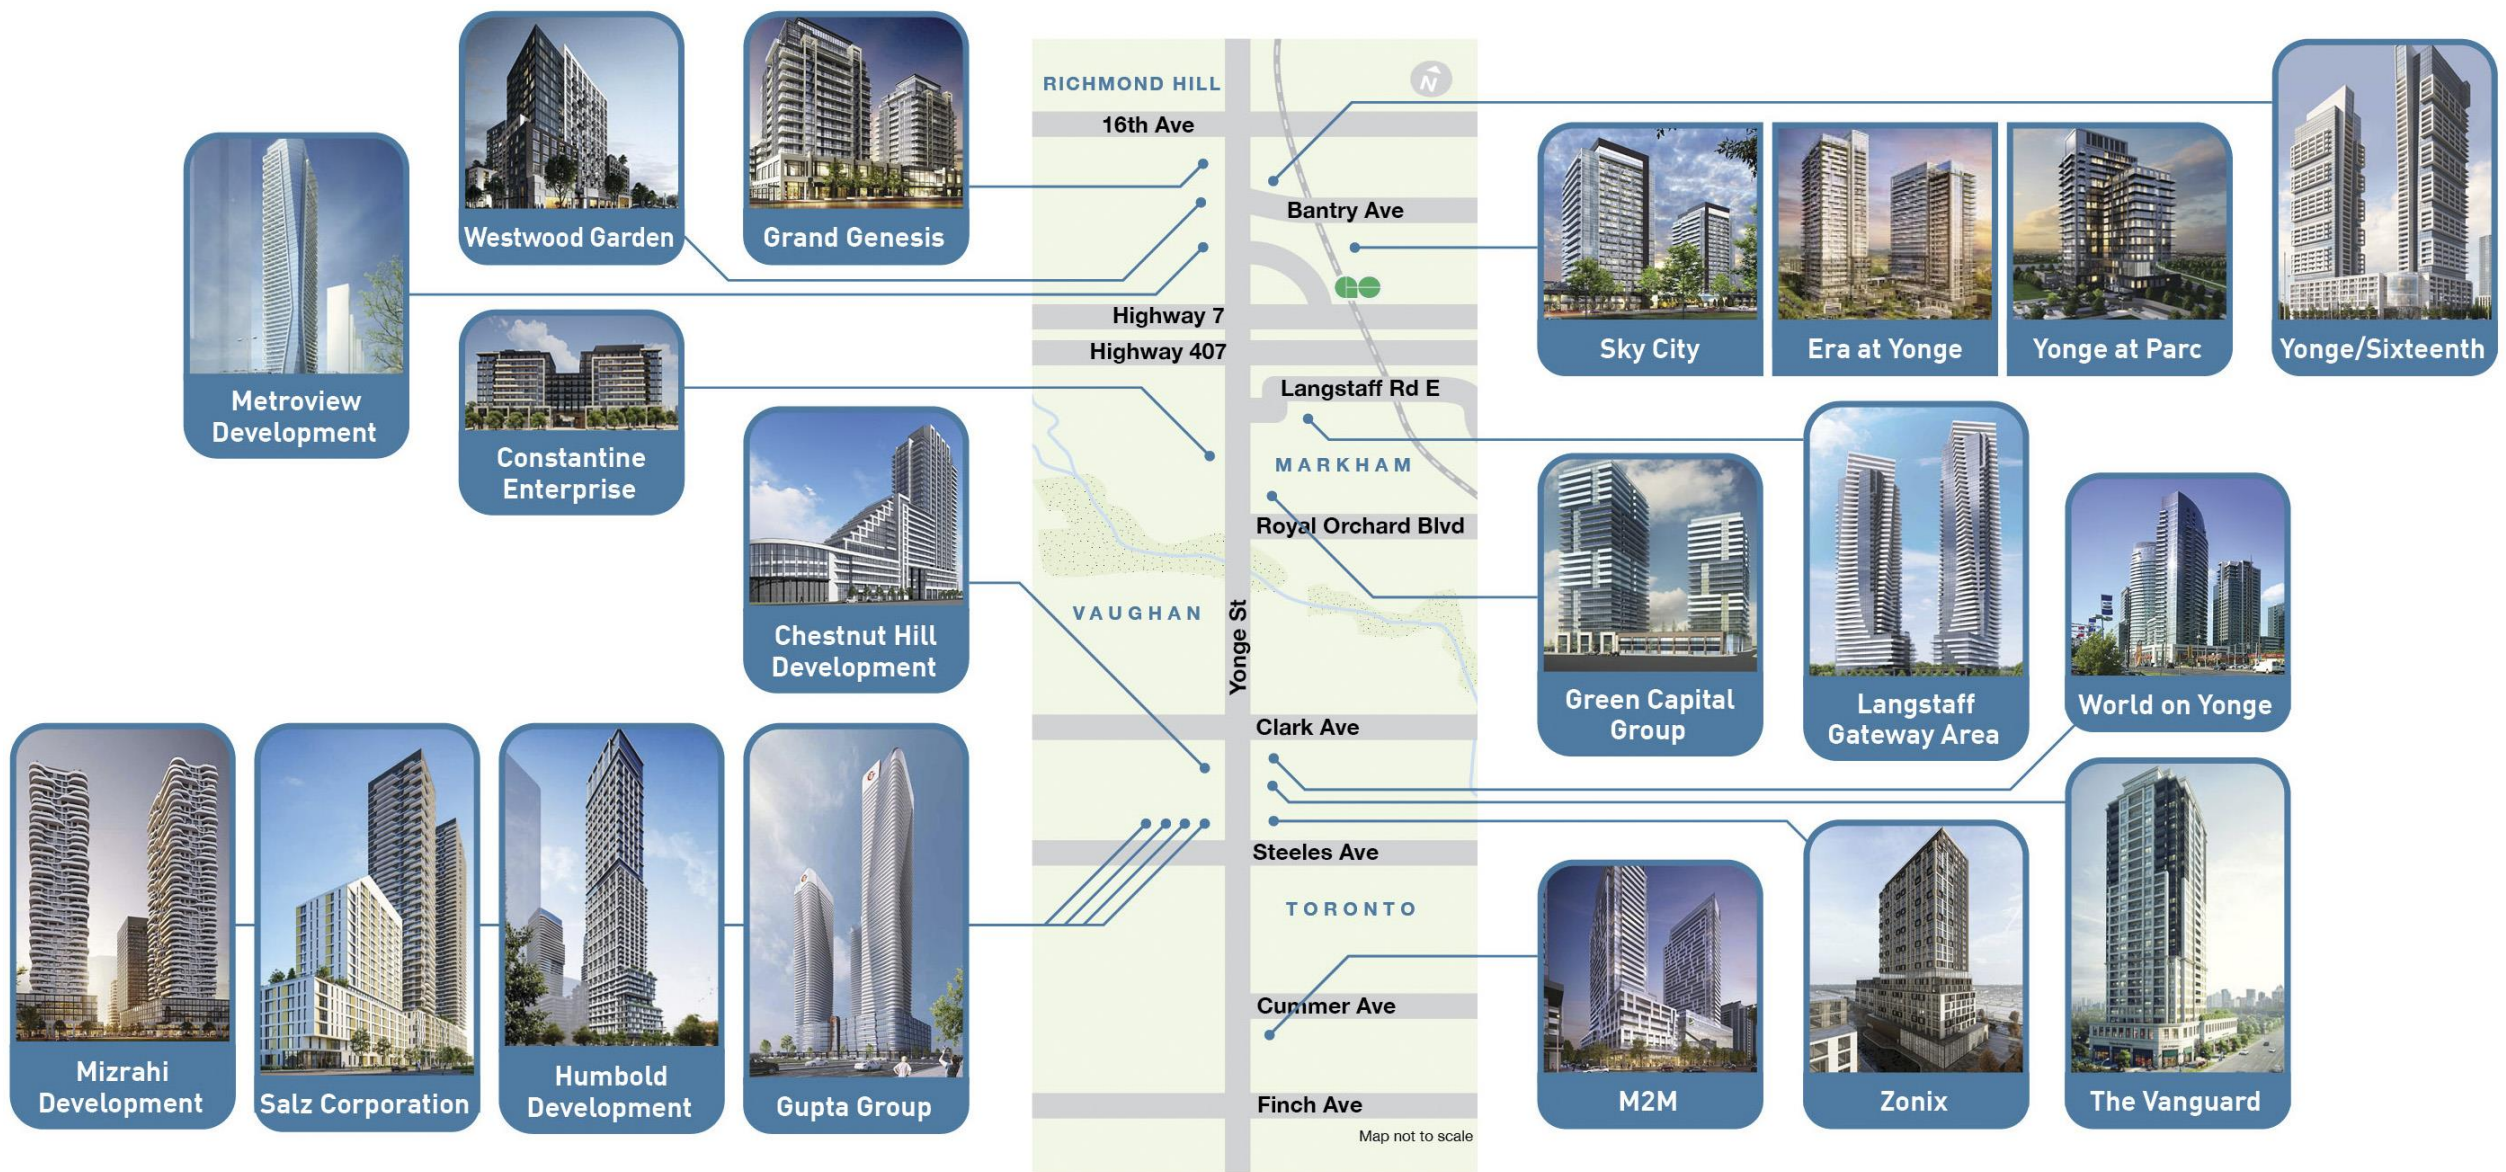 Westwood Garden
Grand Genesis
Metroview
Development
Constantine
Enterprise
Chestnut Hill
Development
Mizrahi
Development
Salz Corporation
Humbold
Development
Gupta Group
RICHMOND HILL
N
16th Ave
Bantry Ave
Highway 7
Highway 407
Langstaff Rd E
MARKHAM
Royal Orchard Blvd
VAUGHAN
Yonge St
Clark Ave
Steeles Ave
TORONTO
Cummer Ave
Finch Ave
Map not to scale
Sky City
Era at Yonge
Yonge at Parc
Yonge/Sixteenth
Green Capital
Group
Langstaff
Gateway Area
World on Yonge
M2M
Zonix
The Vanguard